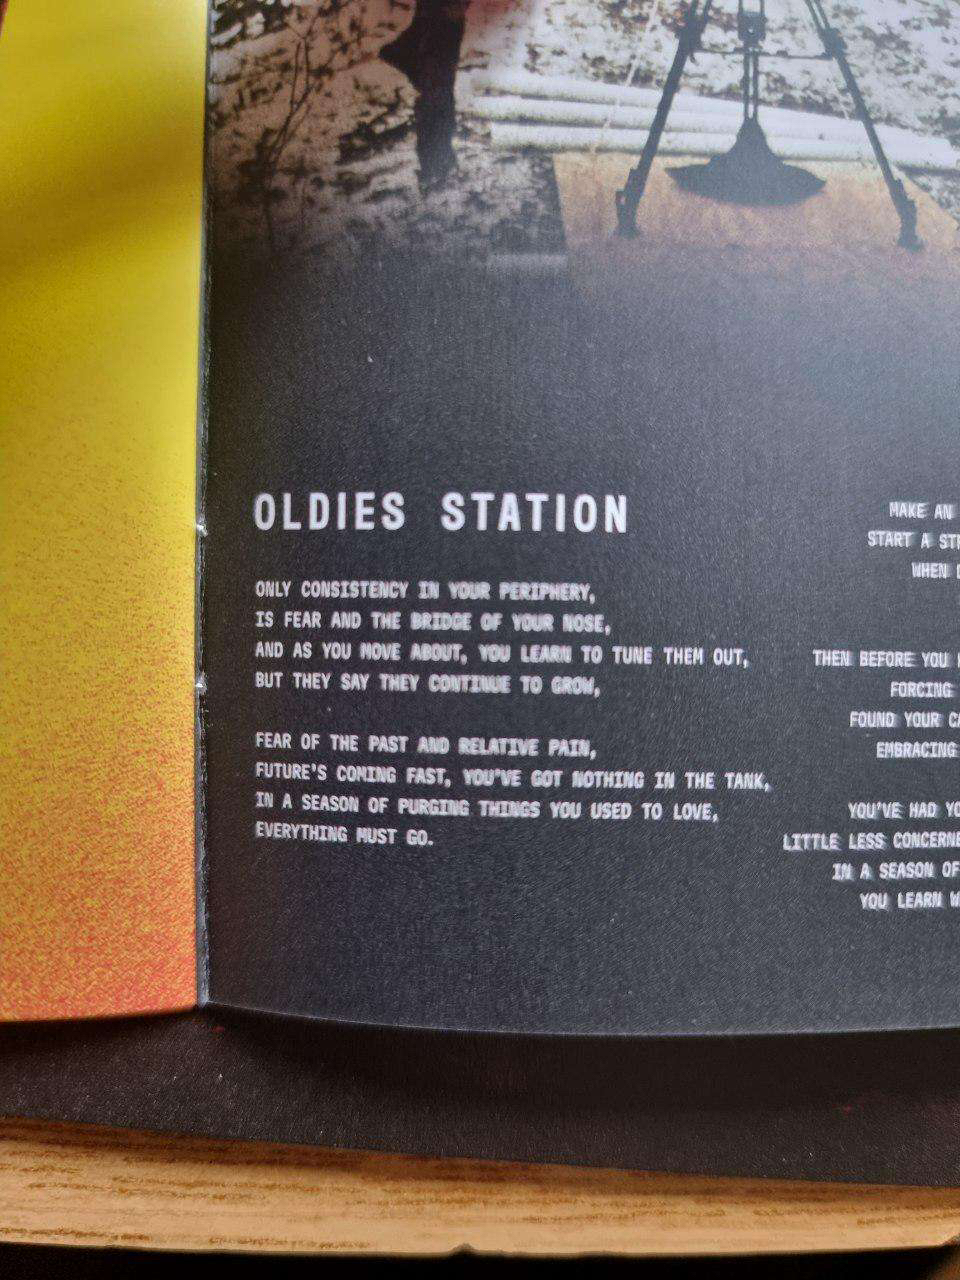 OLDIES STATION
ONLY CONSISTENCY IN YOUR PERIPHERY,
IS FEAR AND THE BRIDGE OF YOUR NOSE,
AND AS YOU MOVE ABOUT, YOU LEARN TO TUNE THEM OUT,
BUT THEY SAY THEY CONTINUE TO GROW,
FEAR OF THE PAST AND RELATIVE PAIN,
FUTURE'S COMING FAST, YOU'VE GOT NOTHING IN THE TANK,
IN A SEASON OF PURGING THINGS YOU USED TO LOVE,
EVERYTHING MUST GO.
MAKE AN
START A
WHEN
THEN BEFORE YOU
FORCING
FOUND YOUR
EMBRACING
YOU'VE HAD
LITTLE LESS
IN A SEASON OF
YOU LEARN